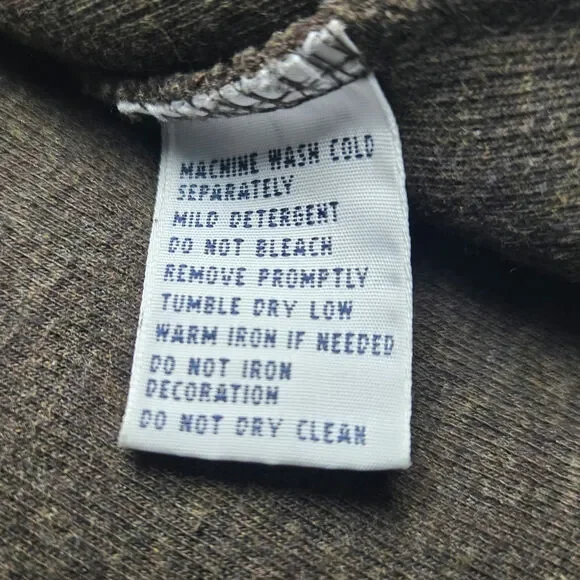 MACHINE WASH COLD
SEPARATELY
MILD DETERGENT
DO NOT BLEACH
REMOVE PROMPTLY
TUMBLE DRY LOW
WARM IRON IF NEEDED
DO NOT IRON
DECORATION
DO NOT DRY CLEAN